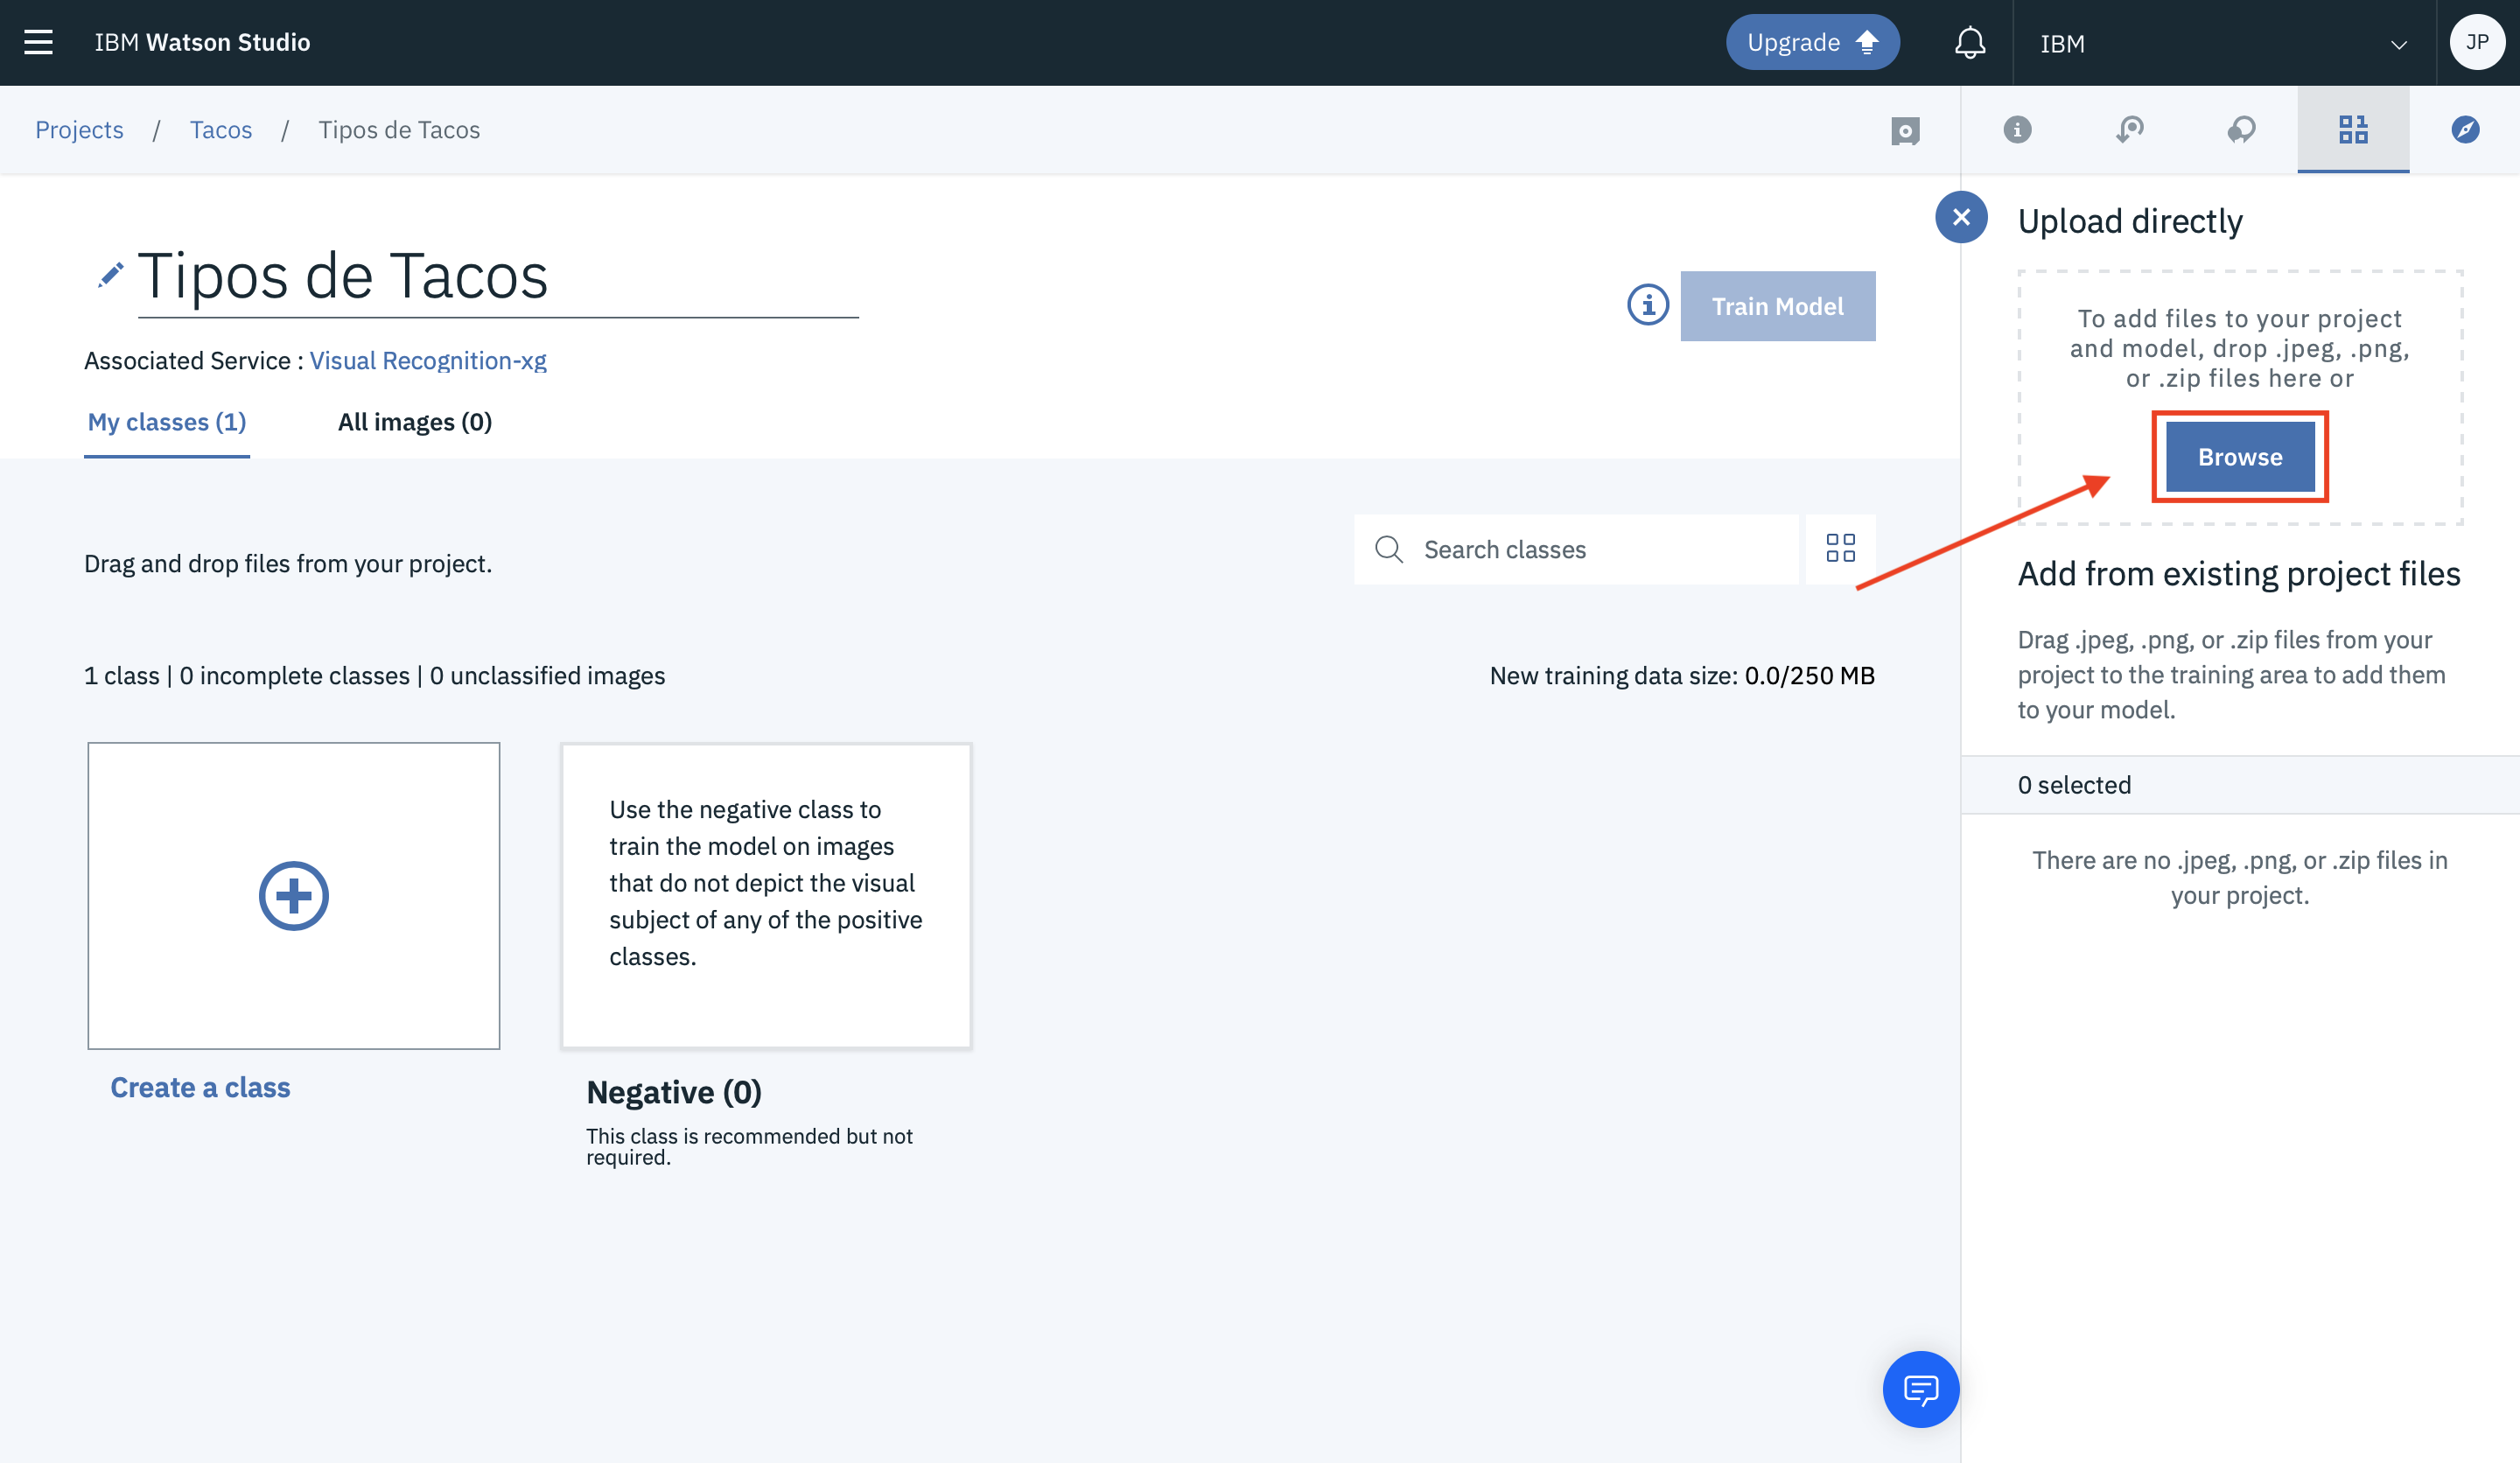 IBM Watson Studio
Upgrade
IBM
JP
Projects / Tacos / Tipos de Tacos
Tipos de Tacos
Train Model
Associated Service : Visual Recognition-xg
My classes (1)
All images (0)
Drag and drop files from your project.
Search classes
1 class | 0 incomplete classes | 0 unclassified images
New training data size: 0.0/250 MB
Create a class
Use the negative class to
train the model on images
that do not depict the visual
subject of any of the positive
classes.
Negative (0)
This class is recommended but not
required.
Upload directly
To add files to your project
and model, drop .jpeg, .png,
or .zip files here or
Browse
Add from existing project files
Drag .jpeg, .png, or .zip files from your
project to the training area to add them
to your model.
0 selected
There are no .jpeg, .png, or .zip files in
your project.